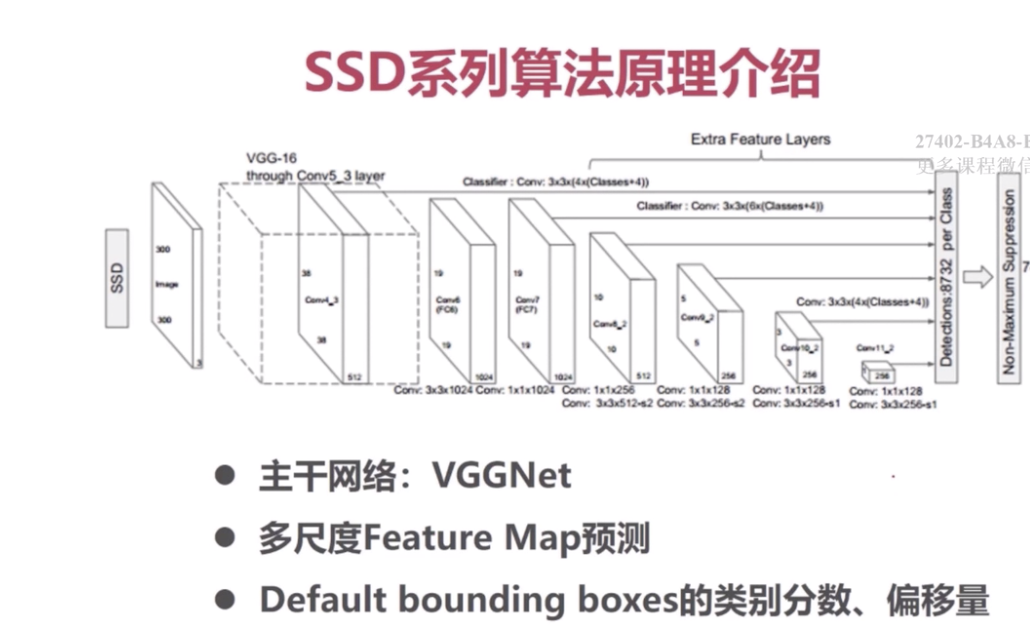 SSD系列算法原理介绍
Extra Feature Layers
27402-B4A8-
更多课程微信
VGG-16
through Conv5_3 layer
Classifier : Conv: 3x3x(4x(Classes+4))
Classifier : Conv: 3x3x(6x(Classes+4))
SSD
300
Image
300
3
38
Conv4_3
38
512
19
Conv6
(FC6)
19
1024
19
Conv7
(FC7)
19
1024
10
Conv8_2
10
512
5
Conv9_2
5
256
Conv: 3x3x(4x(Classes+4))
3
Conv10_2
3
256
Conv11_2
256
Detections:8732 per Class
Non-Maximum Suppression
7
Conv: 3x3x1024 Conv: 1x1x1024 Conv: 1x1x256 Conv: 1x1x128 Conv: 1x1x128 Conv: 1x1x128
Conv: 3x3x512-s2 Conv: 3x3x256-s2 Conv: 3x3x256-s1 Conv: 3x3x256-s1
● 主干网络：VGGNet
● 多尺度Feature Map预测
● Default bounding boxes的类别分数、偏移量